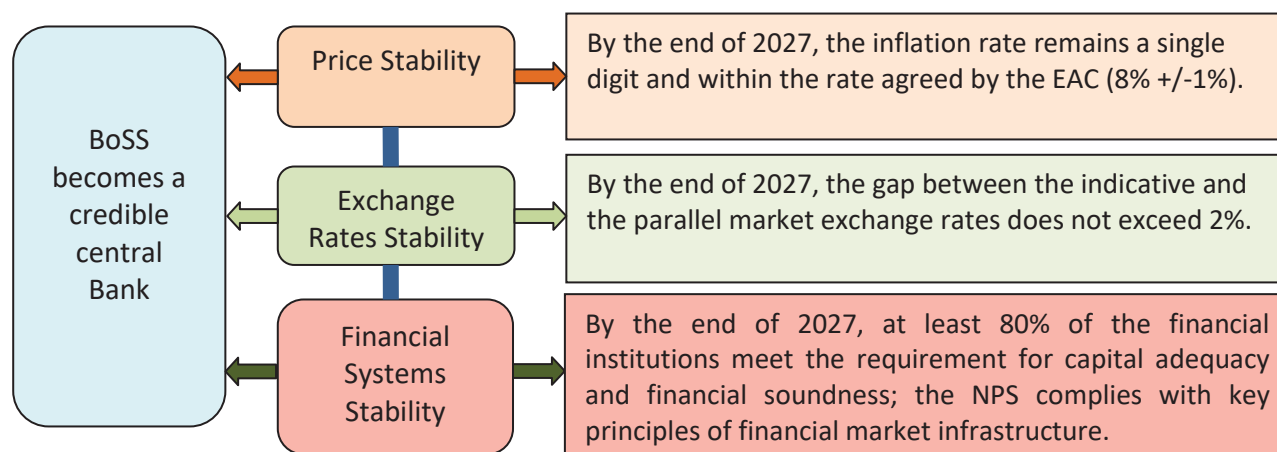 BoSS
becomes a
credible
central
Bank
Price Stability
By the end of 2027, the inflation rate remains a single
digit and within the rate agreed by the EAC (8% +/-1%).
Exchange
Rates Stability
By the end of 2027, the gap between the indicative and
the parallel market exchange rates does not exceed 2%.
Financial
Systems
Stability
By the end of 2027, at least 80% of the financial
institutions meet the requirement for capital adequacy
and financial soundness; the NPS complies with key
principles of financial market infrastructure.